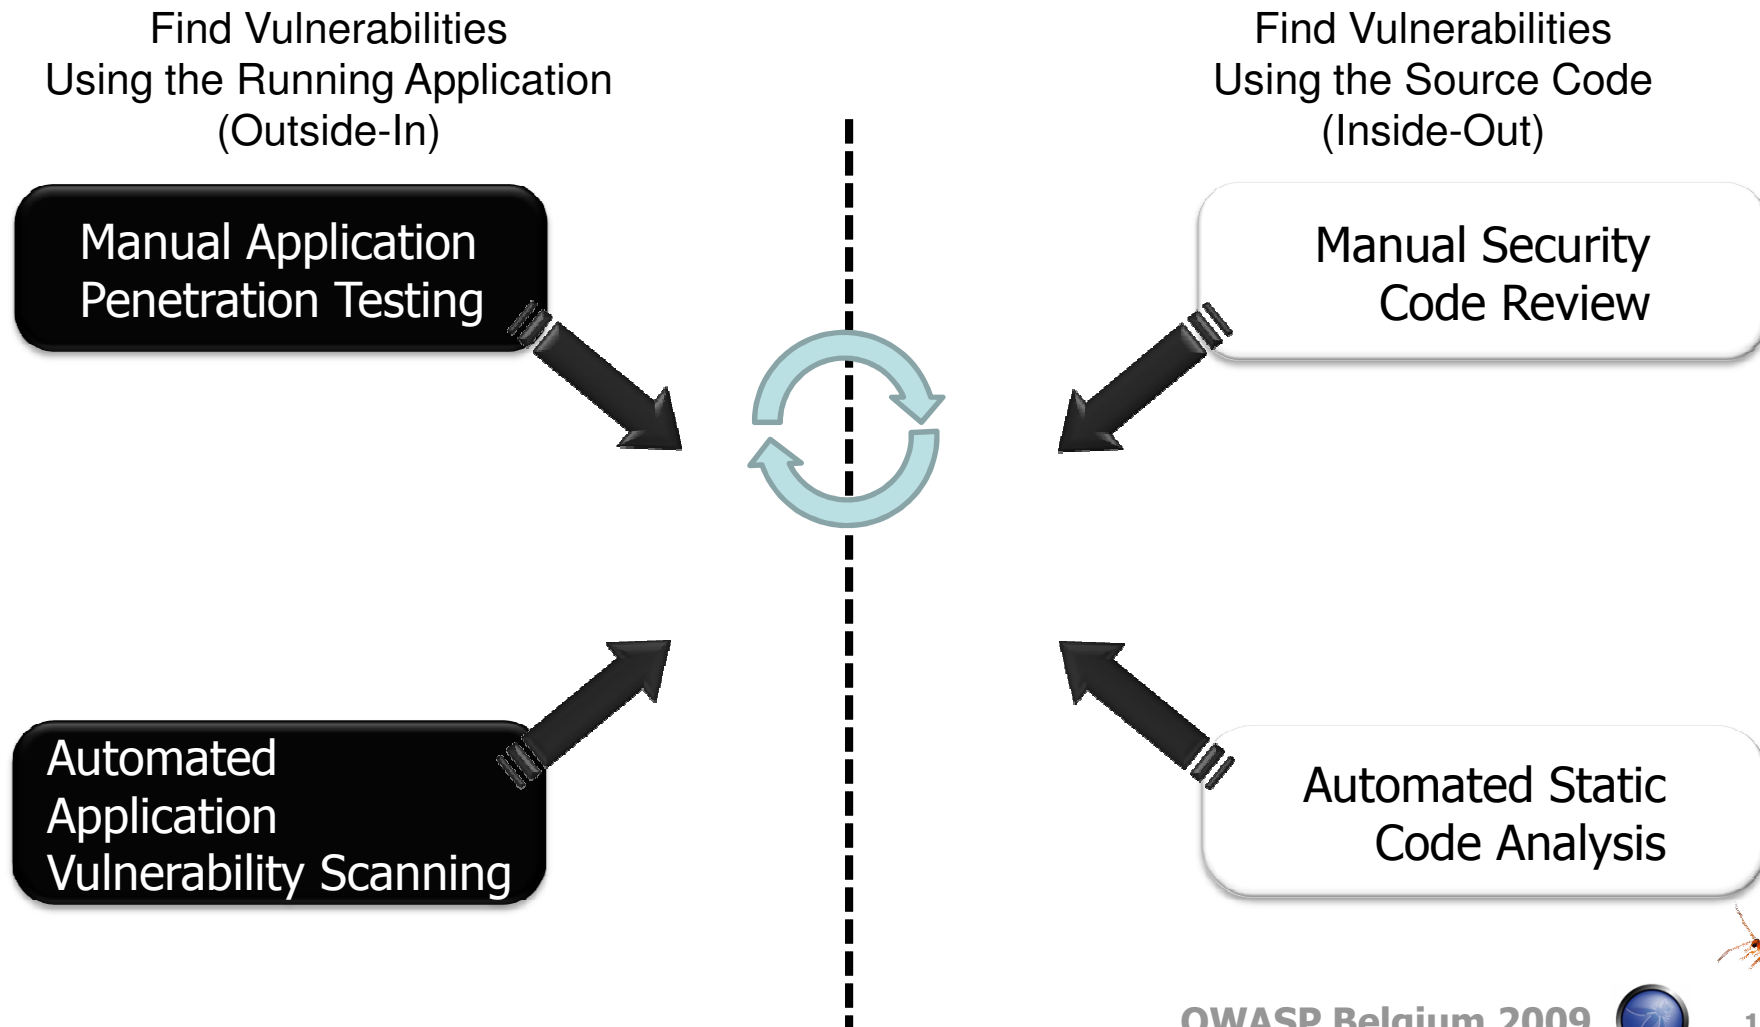 Find Vulnerabilities
Using the Running Application
(Outside-In)
Find Vulnerabilities
Using the Source Code
(Inside-Out)
Manual Application
Penetration Testing
Manual Security
Code Review
Automated
Application
Vulnerability Scanning
Automated Static
Code Analysis
OWASP Belgium 2009